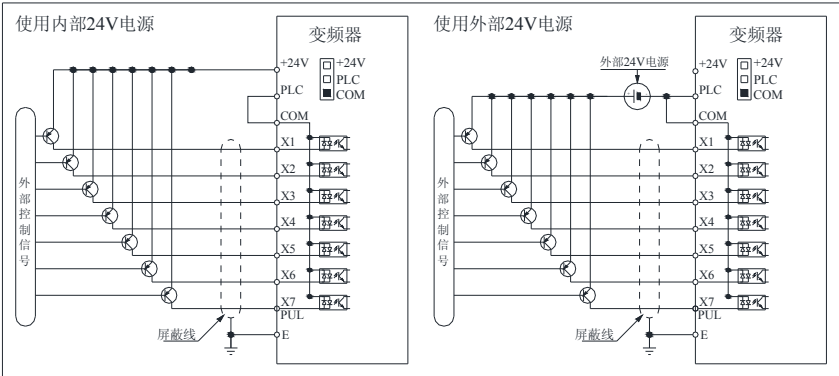 使用内部24V电源
变频器
+24V
+24V
PLC
COM
PLC
COM
X1
X2
X3
X4
X5
X6
X7
PUL
E
外部控制信号
屏蔽线
使用外部24V电源
变频器
外部24V电源
+24V
+24V
PLC
COM
PLC
COM
X1
X2
X3
X4
X5
X6
X7
PUL
E
外部控制信号
屏蔽线